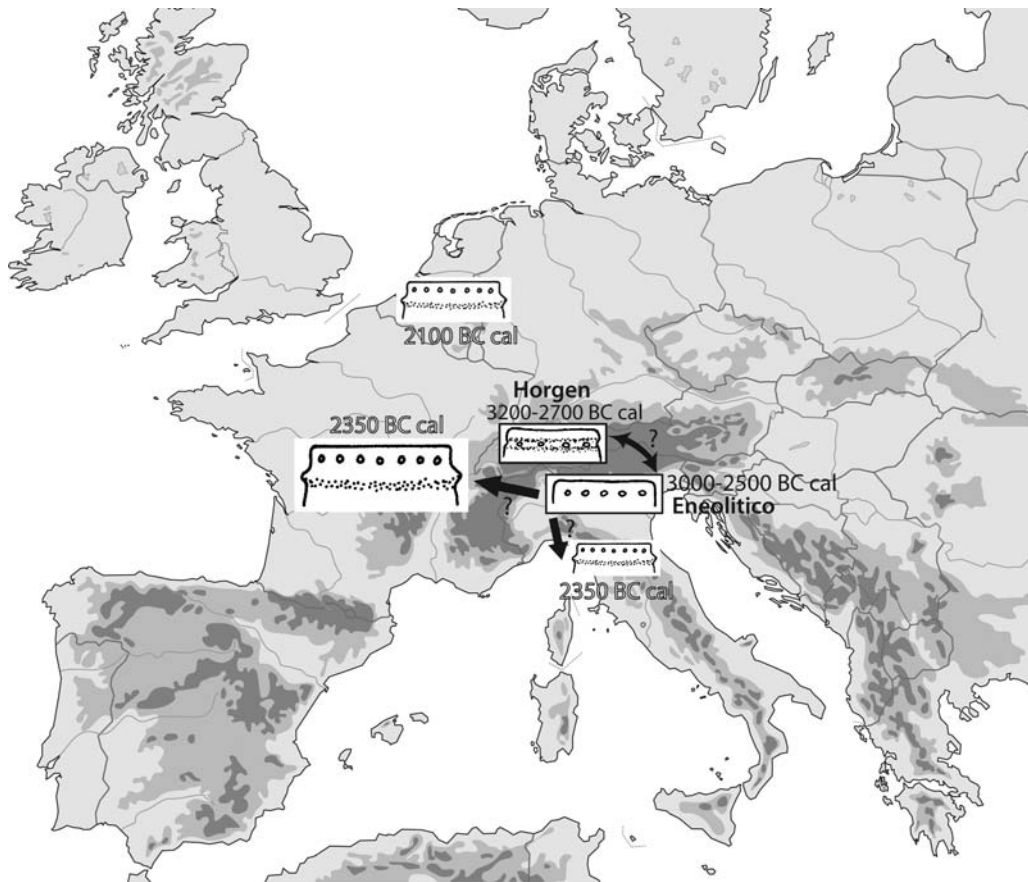 2100 BC cal
Horgen
3200-2700 BC cal
2350 BC cal
?
3000-2500 BC cal
Eneolitico
?
?
2350 BC cal